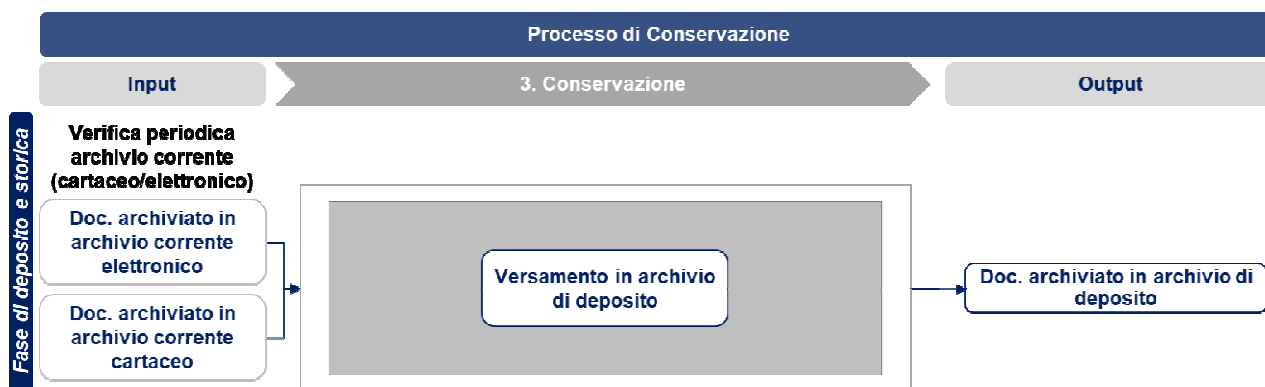 Processo di Conservazione
Input
3. Conservazione
Output
Fase di deposito e storica
Verifica periodica
archivio corrente
(cartaceo/elettronico)
Doc. archiviato in
archivio corrente
elettronico
Doc. archiviato in
archivio corrente
cartaceo
Versamento in archivio
di deposito
Doc. archiviato in archivio di
deposito